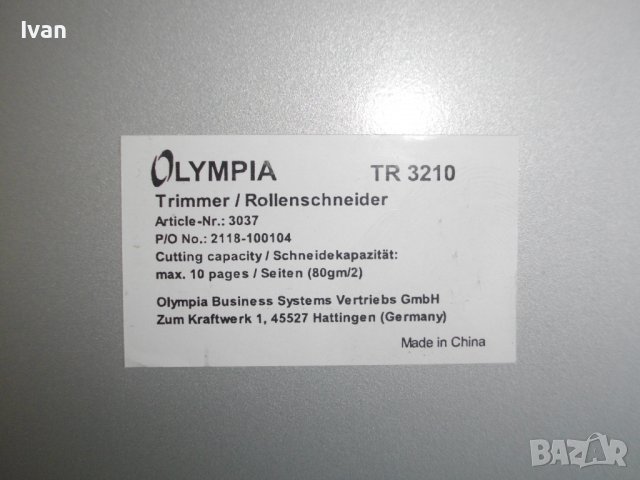 Ivan
OLYMPIA TR 3210
Trimmer / Rollenschneider
Article-Nr.: 3037
P/O No.: 2118-100104
Cutting capacity / Schneidekapazität:
max. 10 pages / Seiten (80gm/2)
Olympia Business Systems Vertriebs GmbH
Zum Kraftwerk 1, 45527 Hattingen (Germany)
Made in China
BAZAR